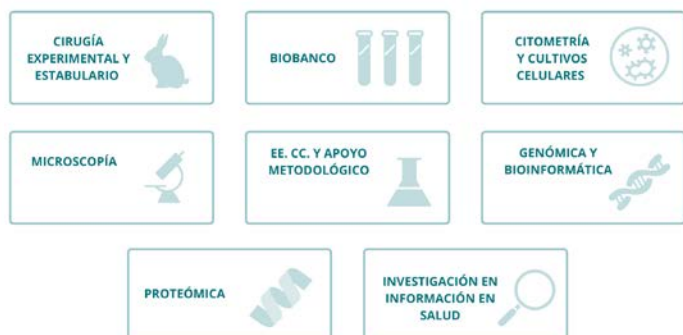 CIRUGÍA
EXPERIMENTAL Y
ESTABULARIO
BIOBANCO
CITOMETRÍA
Y CULTIVOS
CELULARES
MICROSCOPÍA
EE. CC. Y APOYO
METODOLÓGICO
GENÓMICA Y
BIOINFORMÁTICA
PROTEÓMICA
INVESTIGACIÓN EN
INFORMACIÓN EN
SALUD